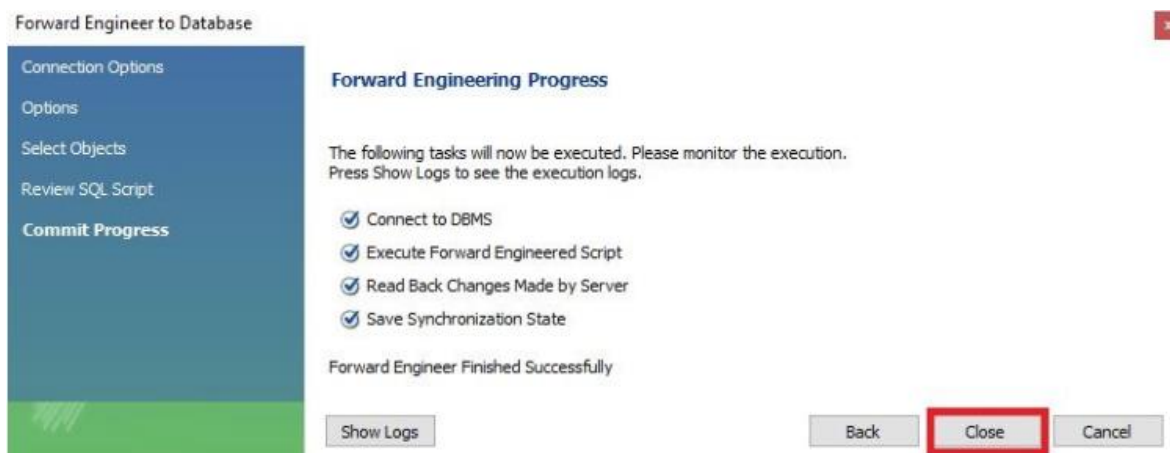 Forward Engineer to Database
Connection Options
Options
Select Objects
Review SQL Script
Commit Progress
Forward Engineering Progress
The following tasks will now be executed. Please monitor the execution.
Press Show Logs to see the execution logs.
Connect to DBMS
Execute Forward Engineered Script
Read Back Changes Made by Server
Save Synchronization State
Forward Engineer Finished Successfully
Show Logs
Back
Close
Cancel